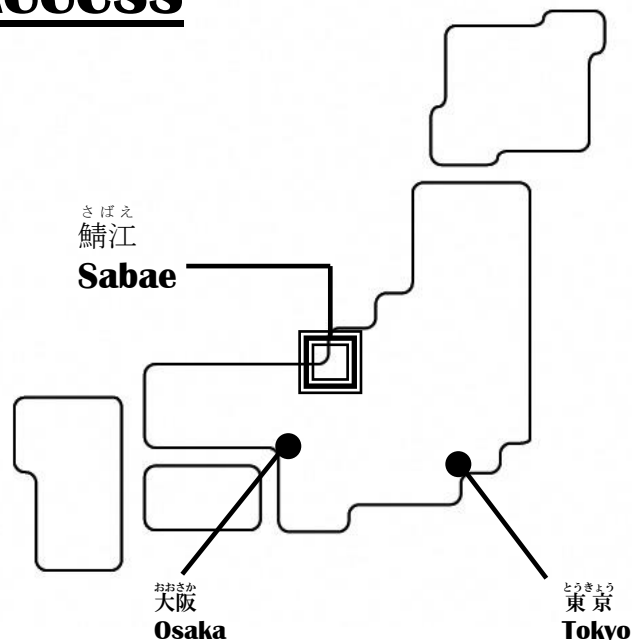 Access
さばえ
鯖江
Sabae
おおさか
大阪
Osaka
とうきょう
東京
Tokyo